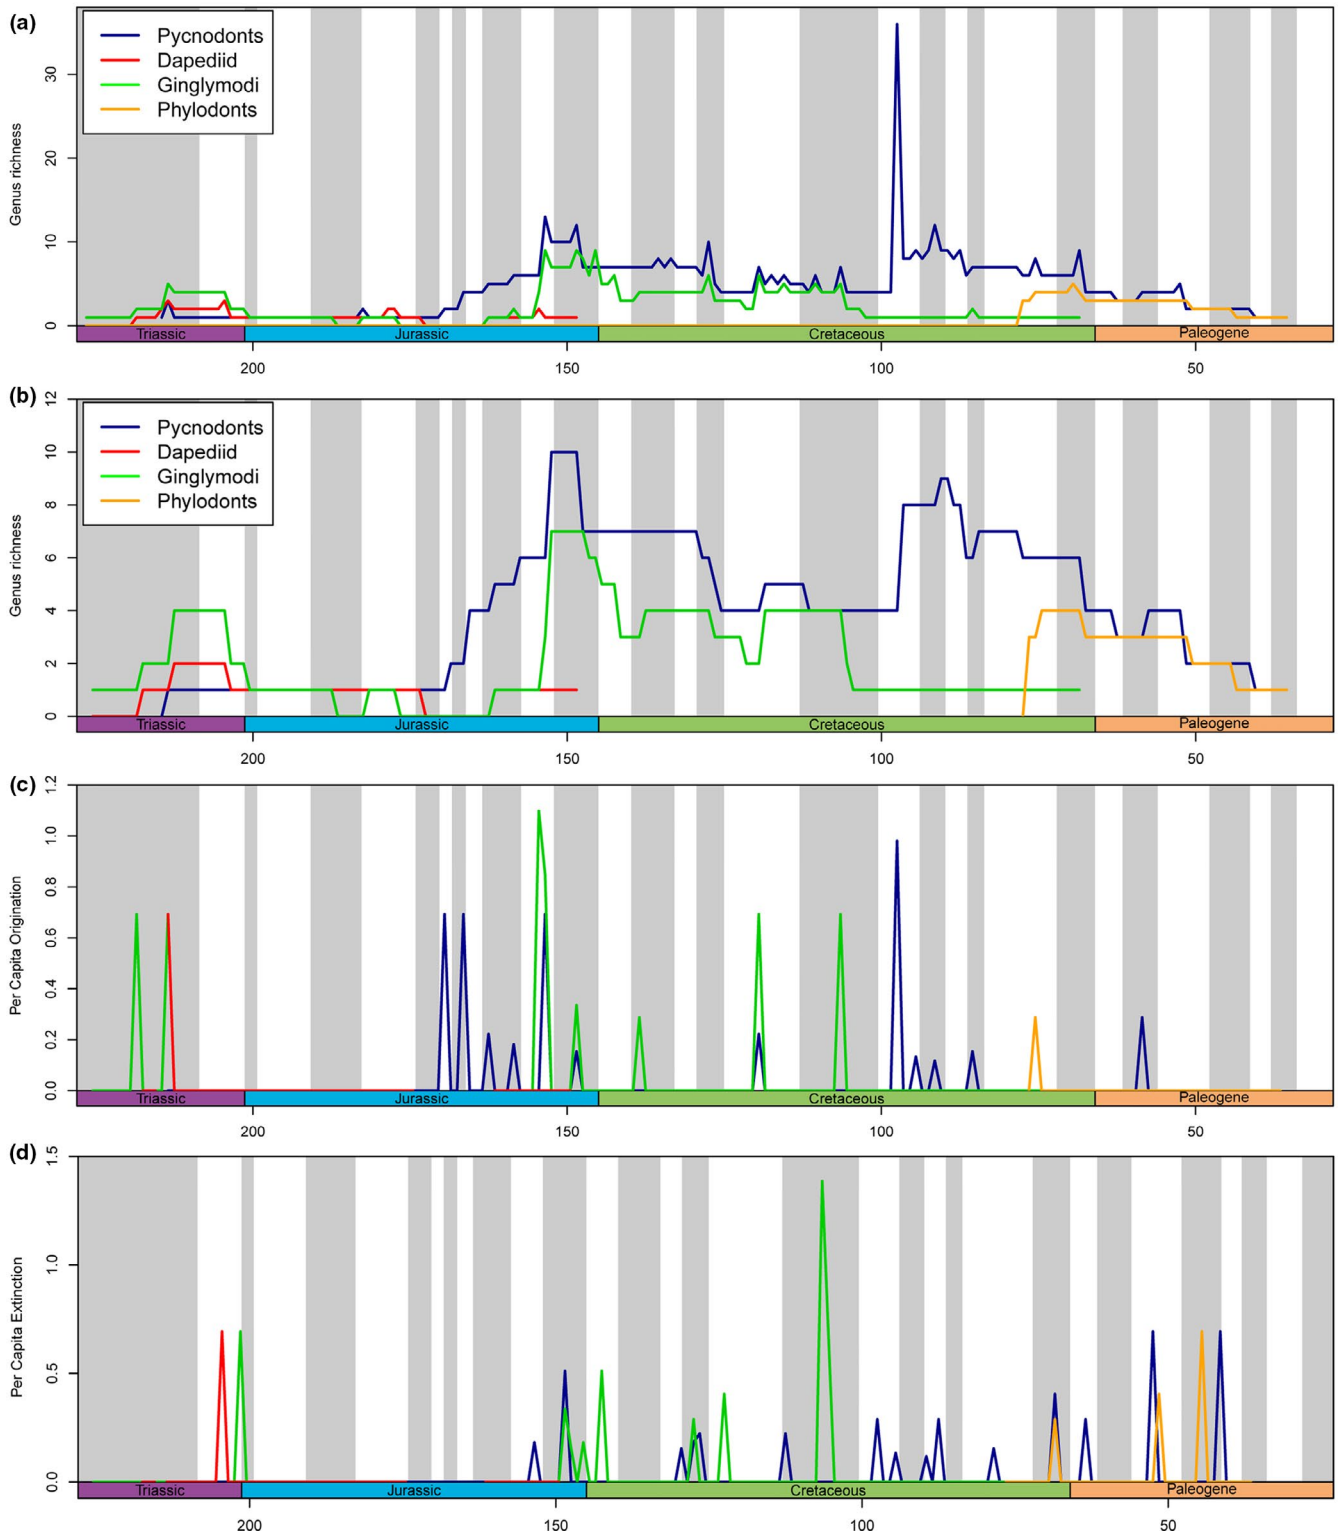 (a)
Pycnodonts
Dapediid
Ginglymodi
Phylodonts
Genus richness
30
20
10
0
Triassic Jurassic Cretaceous Paleogene
200 150 100 50
(b)
Pycnodonts
Dapediid
Ginglymodi
Phylodonts
Genus richness
12
10
8
6
4
2
0
Triassic Jurassic Cretaceous Paleogene
200 150 100 50
(c)
Per Capita Origination
1.2
1.0
0.8
0.6
0.4
0.2
0.0
Triassic Jurassic Cretaceous Paleogene
200 150 100 50
(d)
Per Capita Extinction
1.5
1.0
0.5
0.0
Triassic Jurassic Cretaceous Paleogene
200 150 100 50